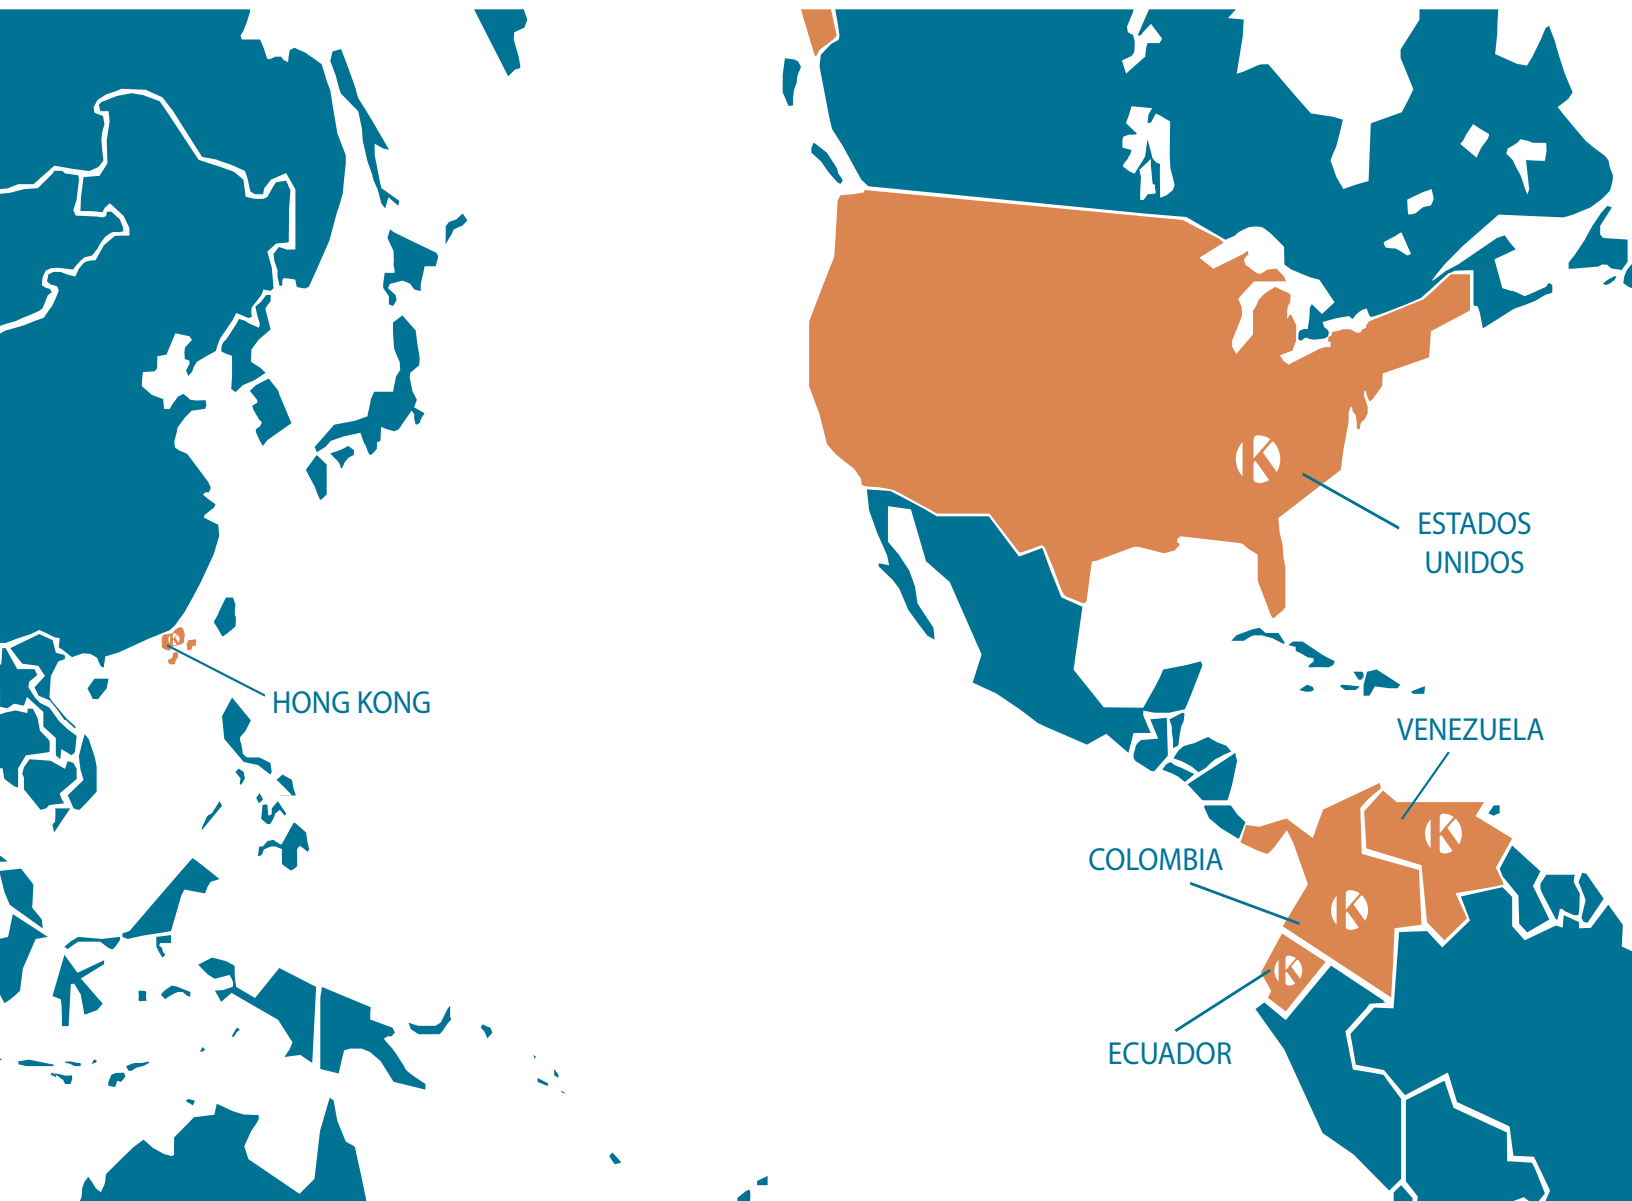 ESTADOS
UNIDOS
HONG KONG
VENEZUELA
COLOMBIA
ECUADOR
K
K
K
K
K